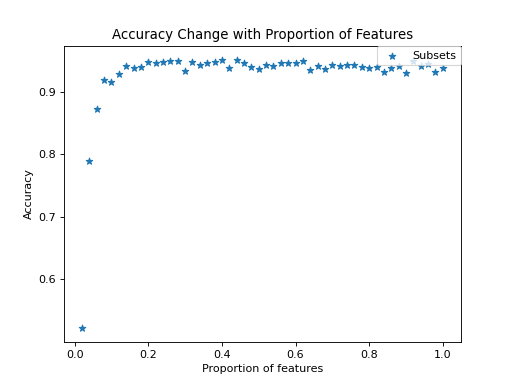 Accuracy Change with Proportion of Features
Subsets
0.9
0.8
0.7
0.6
Accuracy
0.0 0.2 0.4 0.6 0.8 1.0
Proportion of features